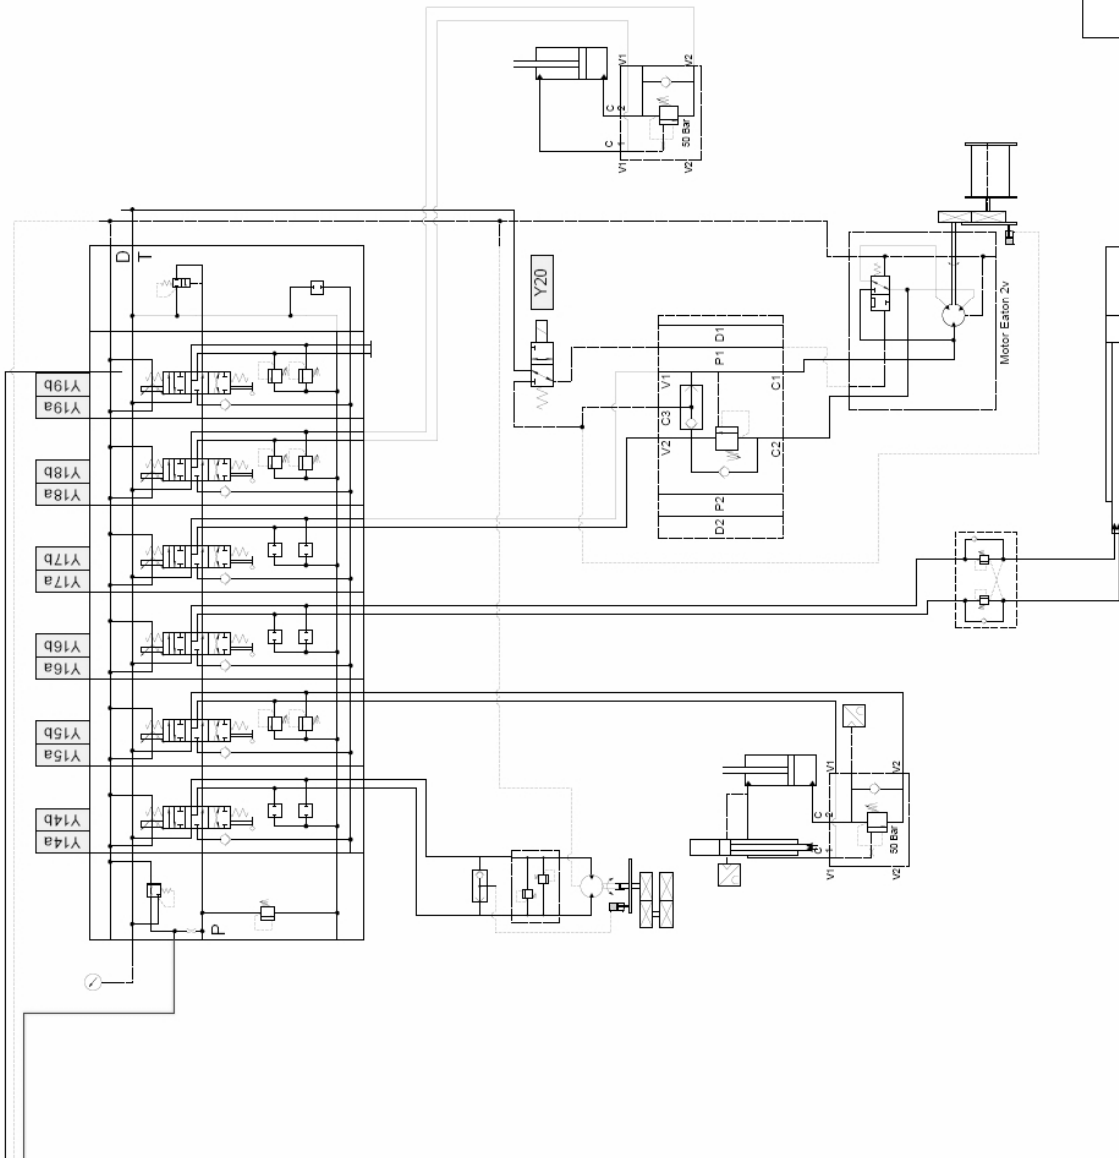 V1
V2
C
2
C
1
50 Bar
V1
V2
D
T
Y20
Motor Eaton 2v
D1
P1
V1
C1
C3
V2
C2
P2
D2
Y19b
Y19a
Y18b
Y18a
Y17b
Y17a
Y16b
Y16a
Y15b
Y15a
Y14b
Y14a
V1
V2
C
2
C
1
50 Bar
V1
V2
P